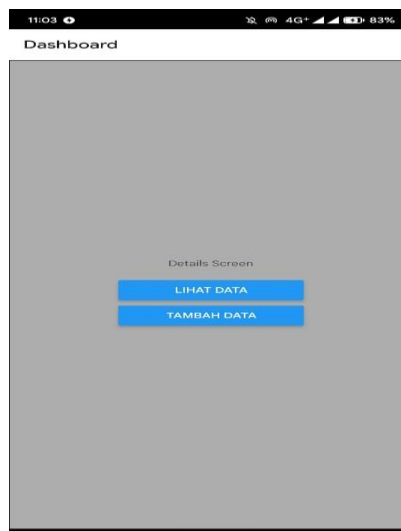 11:03 4G+ 83%
Dashboard
Details Screen
LIHAT DATA
TAMBAH DATA